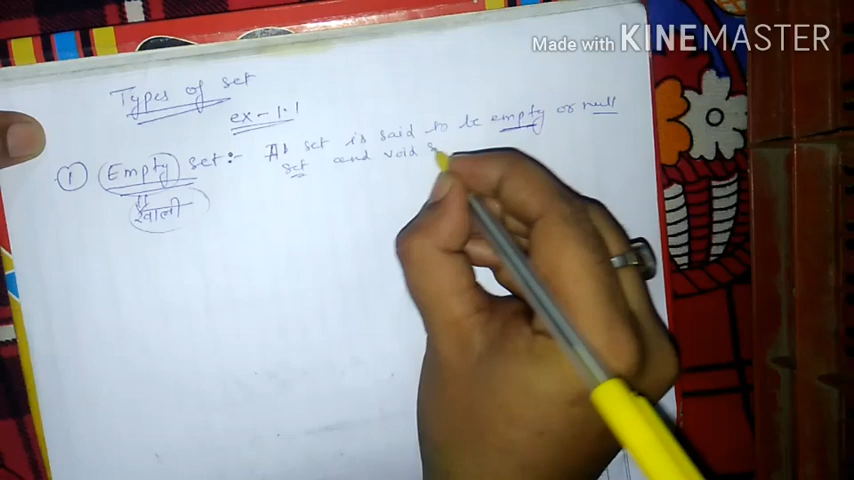 Made with KINEMASTER
Types of set
ex-1.1
① Empty set :- A set is said to be empty or null
set and void s
खाली